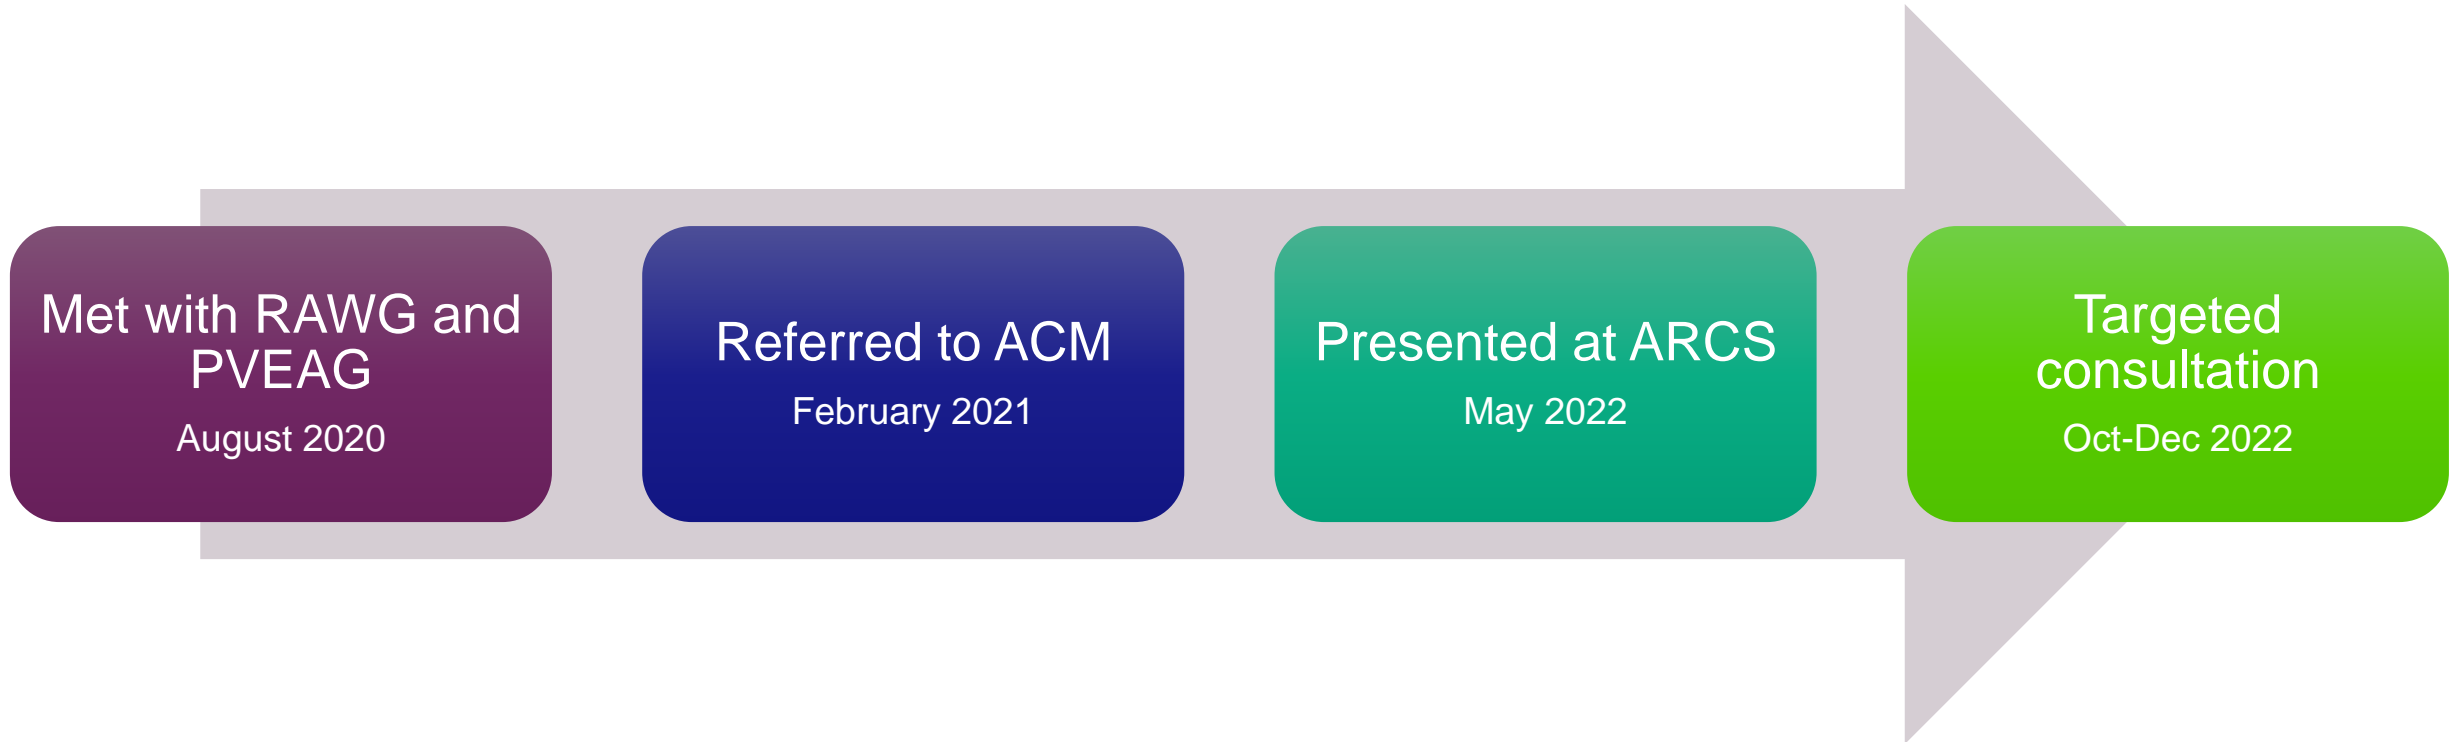 Met with RAWG and
PVEAG
August 2020
Referred to ACM
February 2021
Presented at ARCS
May 2022
Targeted
consultation
Oct-Dec 2022